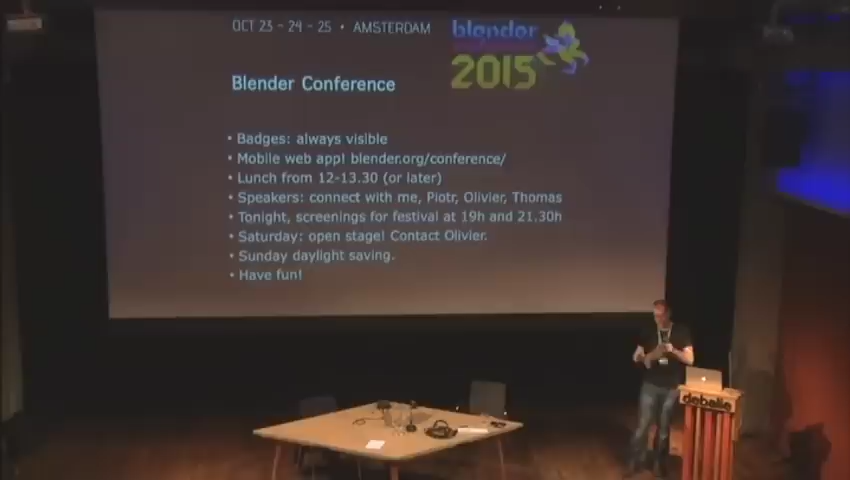 OCT 23 - 24 - 25 • AMSTERDAM
blender
2015
Blender Conference
• Badges: always visible
• Mobile web app! blender.org/conference/
• Lunch from 12-13.30 (or later)
• Speakers: connect with me, Piotr, Olivier, Thomas
• Tonight, screenings for festival at 19h and 21.30h
• Saturday: open stage! Contact Olivier.
• Sunday daylight saving.
• Have fun!
debalie